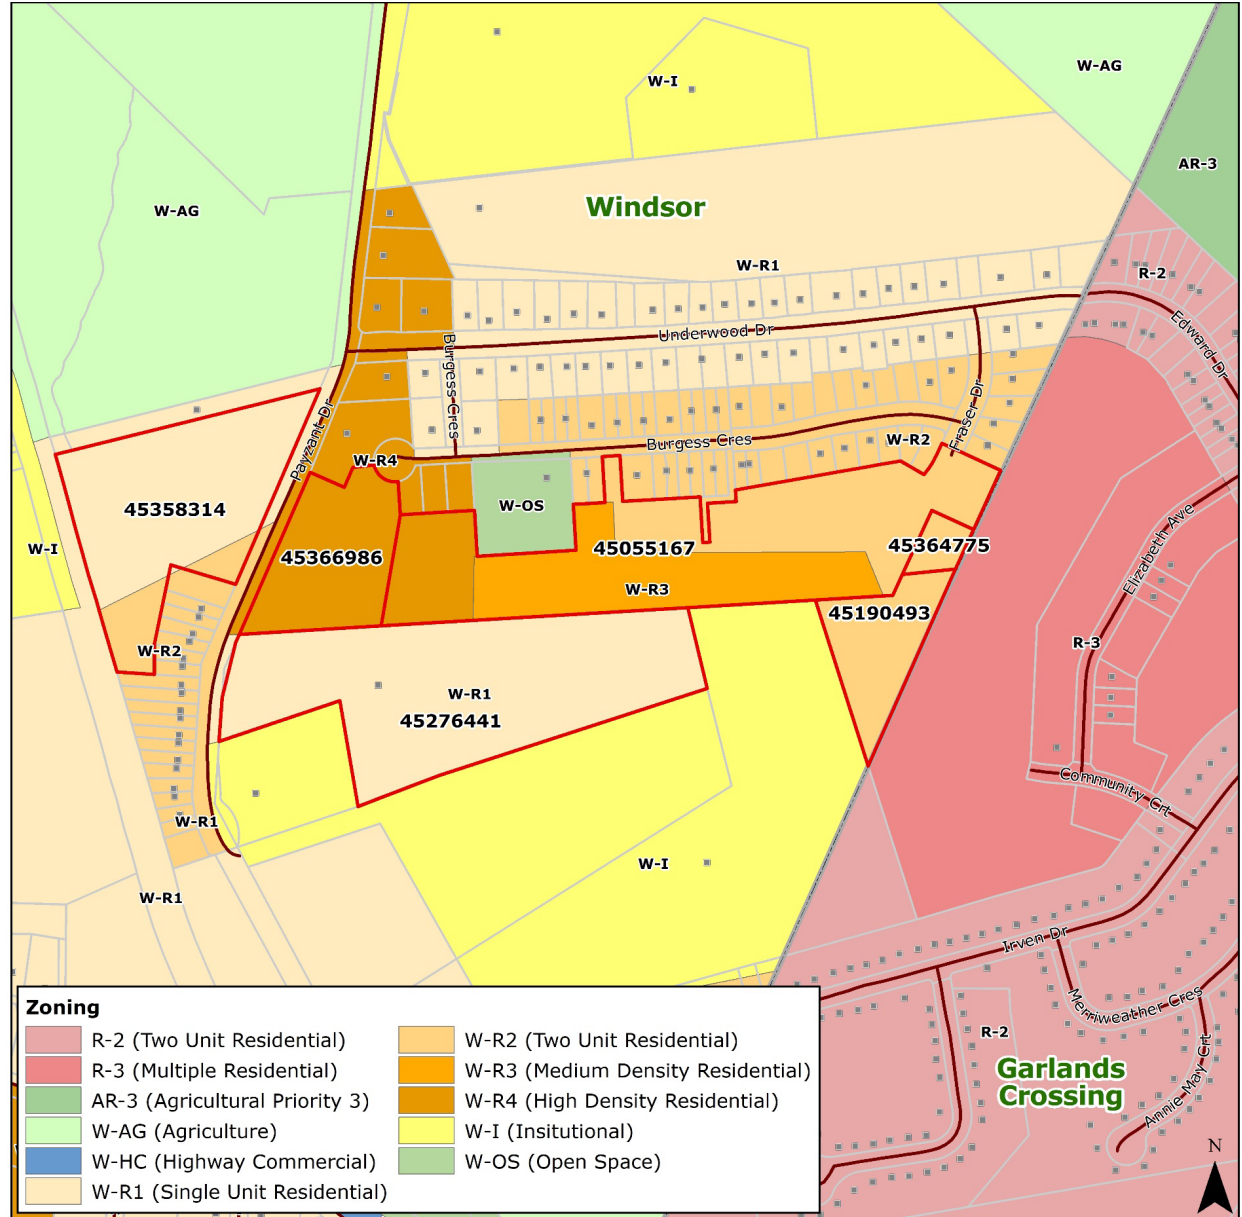 W-AG
W-I
AR-3
W-AG
Windsor
W-R1
R-2
Underwood Dr
Edward Dr
Burgess Cres
Payzant Dr
Burgess Cres
W-R2
Fraser Dr
W-R4
W-OS
45358314
Elizabeth Ave
W-I
45366986
45055167
45364775
W-R3
45190493
W-R2
R-3
W-R1
45276441
Community Crt
W-R1
W-I
W-R1
Irven Dr
Merriweather Cres
R-2
Garlands
Crossing
Annie May Crt
N
Zoning
R-2 (Two Unit Residential)
R-3 (Multiple Residential)
AR-3 (Agricultural Priority 3)
W-AG (Agriculture)
W-HC (Highway Commercial)
W-R1 (Single Unit Residential)
W-R2 (Two Unit Residential)
W-R3 (Medium Density Residential)
W-R4 (High Density Residential)
W-I (Insitutional)
W-OS (Open Space)